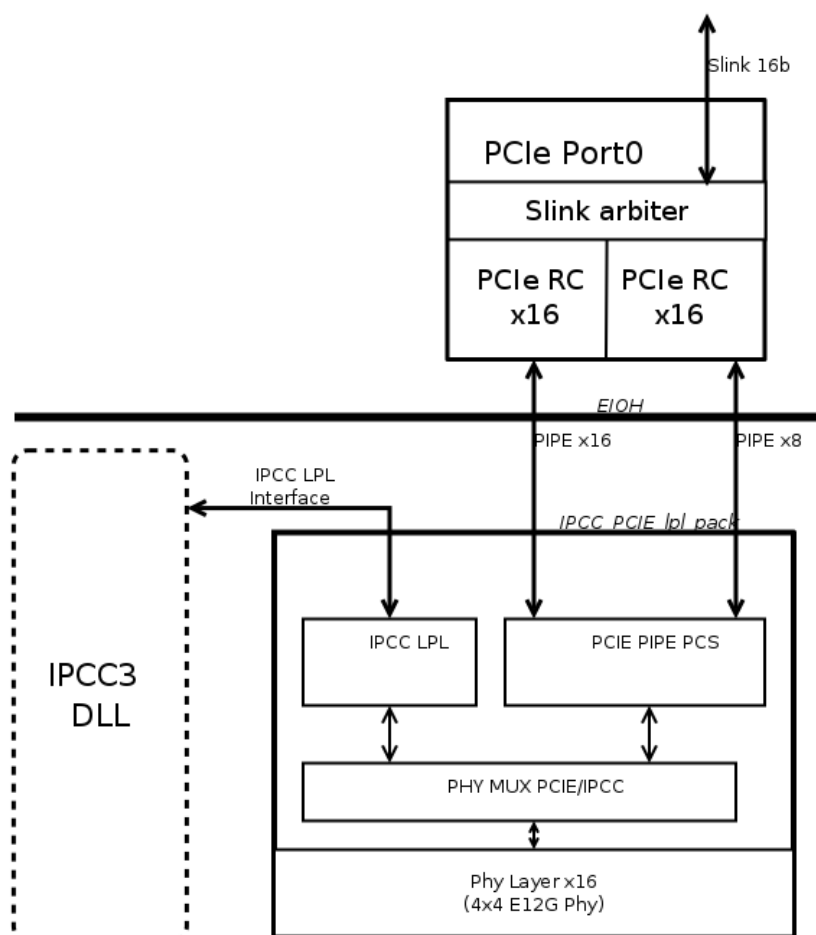 Slink 16b
PCIe Port0
Slink arbiter
PCIe RC
x16
PCIe RC
x16
EIOH
PIPE x16
PIPE x8
IPCC LPL
Interface
IPCC_PCIE_lpl_pack
IPCC LPL
PCIE PIPE PCS
IPCC3
DLL
PHY MUX PCIE/IPCC
Phy Layer x16
(4x4 E12G Phy)